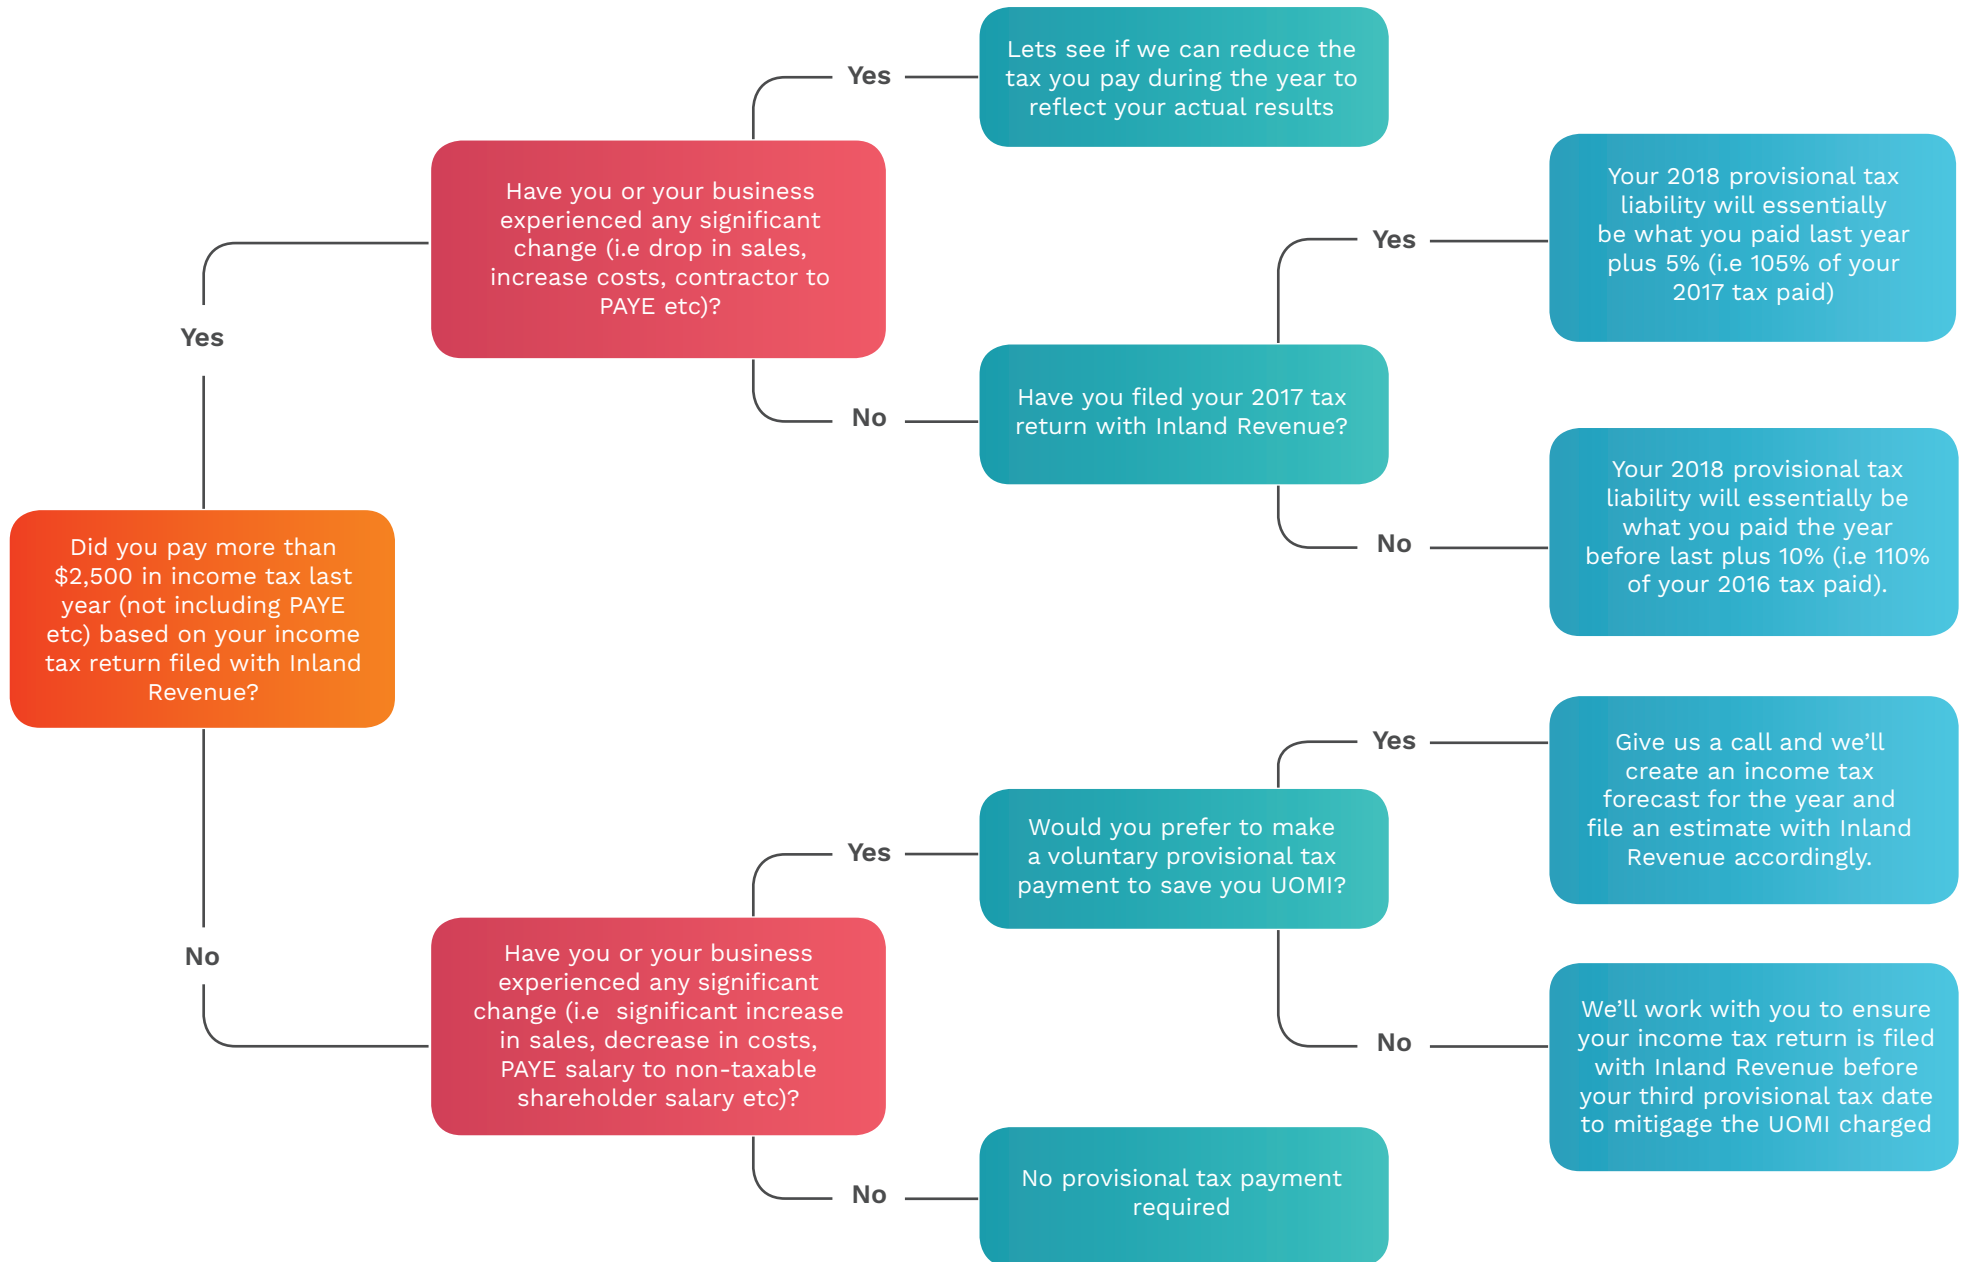 Did you pay more than
$2,500 in income tax last
year (not including PAYE
etc) based on your income
tax return filed with Inland
Revenue?
Yes
Have you or your business
experienced any significant
change (i.e drop in sales,
increase costs, contractor to
PAYE etc)?
Yes
Lets see if we can reduce the
tax you pay during the year to
reflect your actual results
No
Have you filed your 2017 tax
return with Inland Revenue?
Yes
Your 2018 provisional tax
liability will essentially
be what you paid last year
plus 5% (i.e 105% of your
2017 tax paid)
No
Your 2018 provisional tax
liability will essentially be
what you paid the year
before last plus 10% (i.e 110%
of your 2016 tax paid).
No
Have you or your business
experienced any significant
change (i.e  significant increase
in sales, decrease in costs,
PAYE salary to non-taxable
shareholder salary etc)?
Yes
Would you prefer to make
a voluntary provisional tax
payment to save you UOMI?
Yes
Give us a call and we’ll
create an income tax
forecast for the year and
file an estimate with Inland
Revenue accordingly.
No
We’ll work with you to ensure
your income tax return is filed
with Inland Revenue before
your third provisional tax date
to mitigage the UOMI charged
No
No provisional tax payment
required